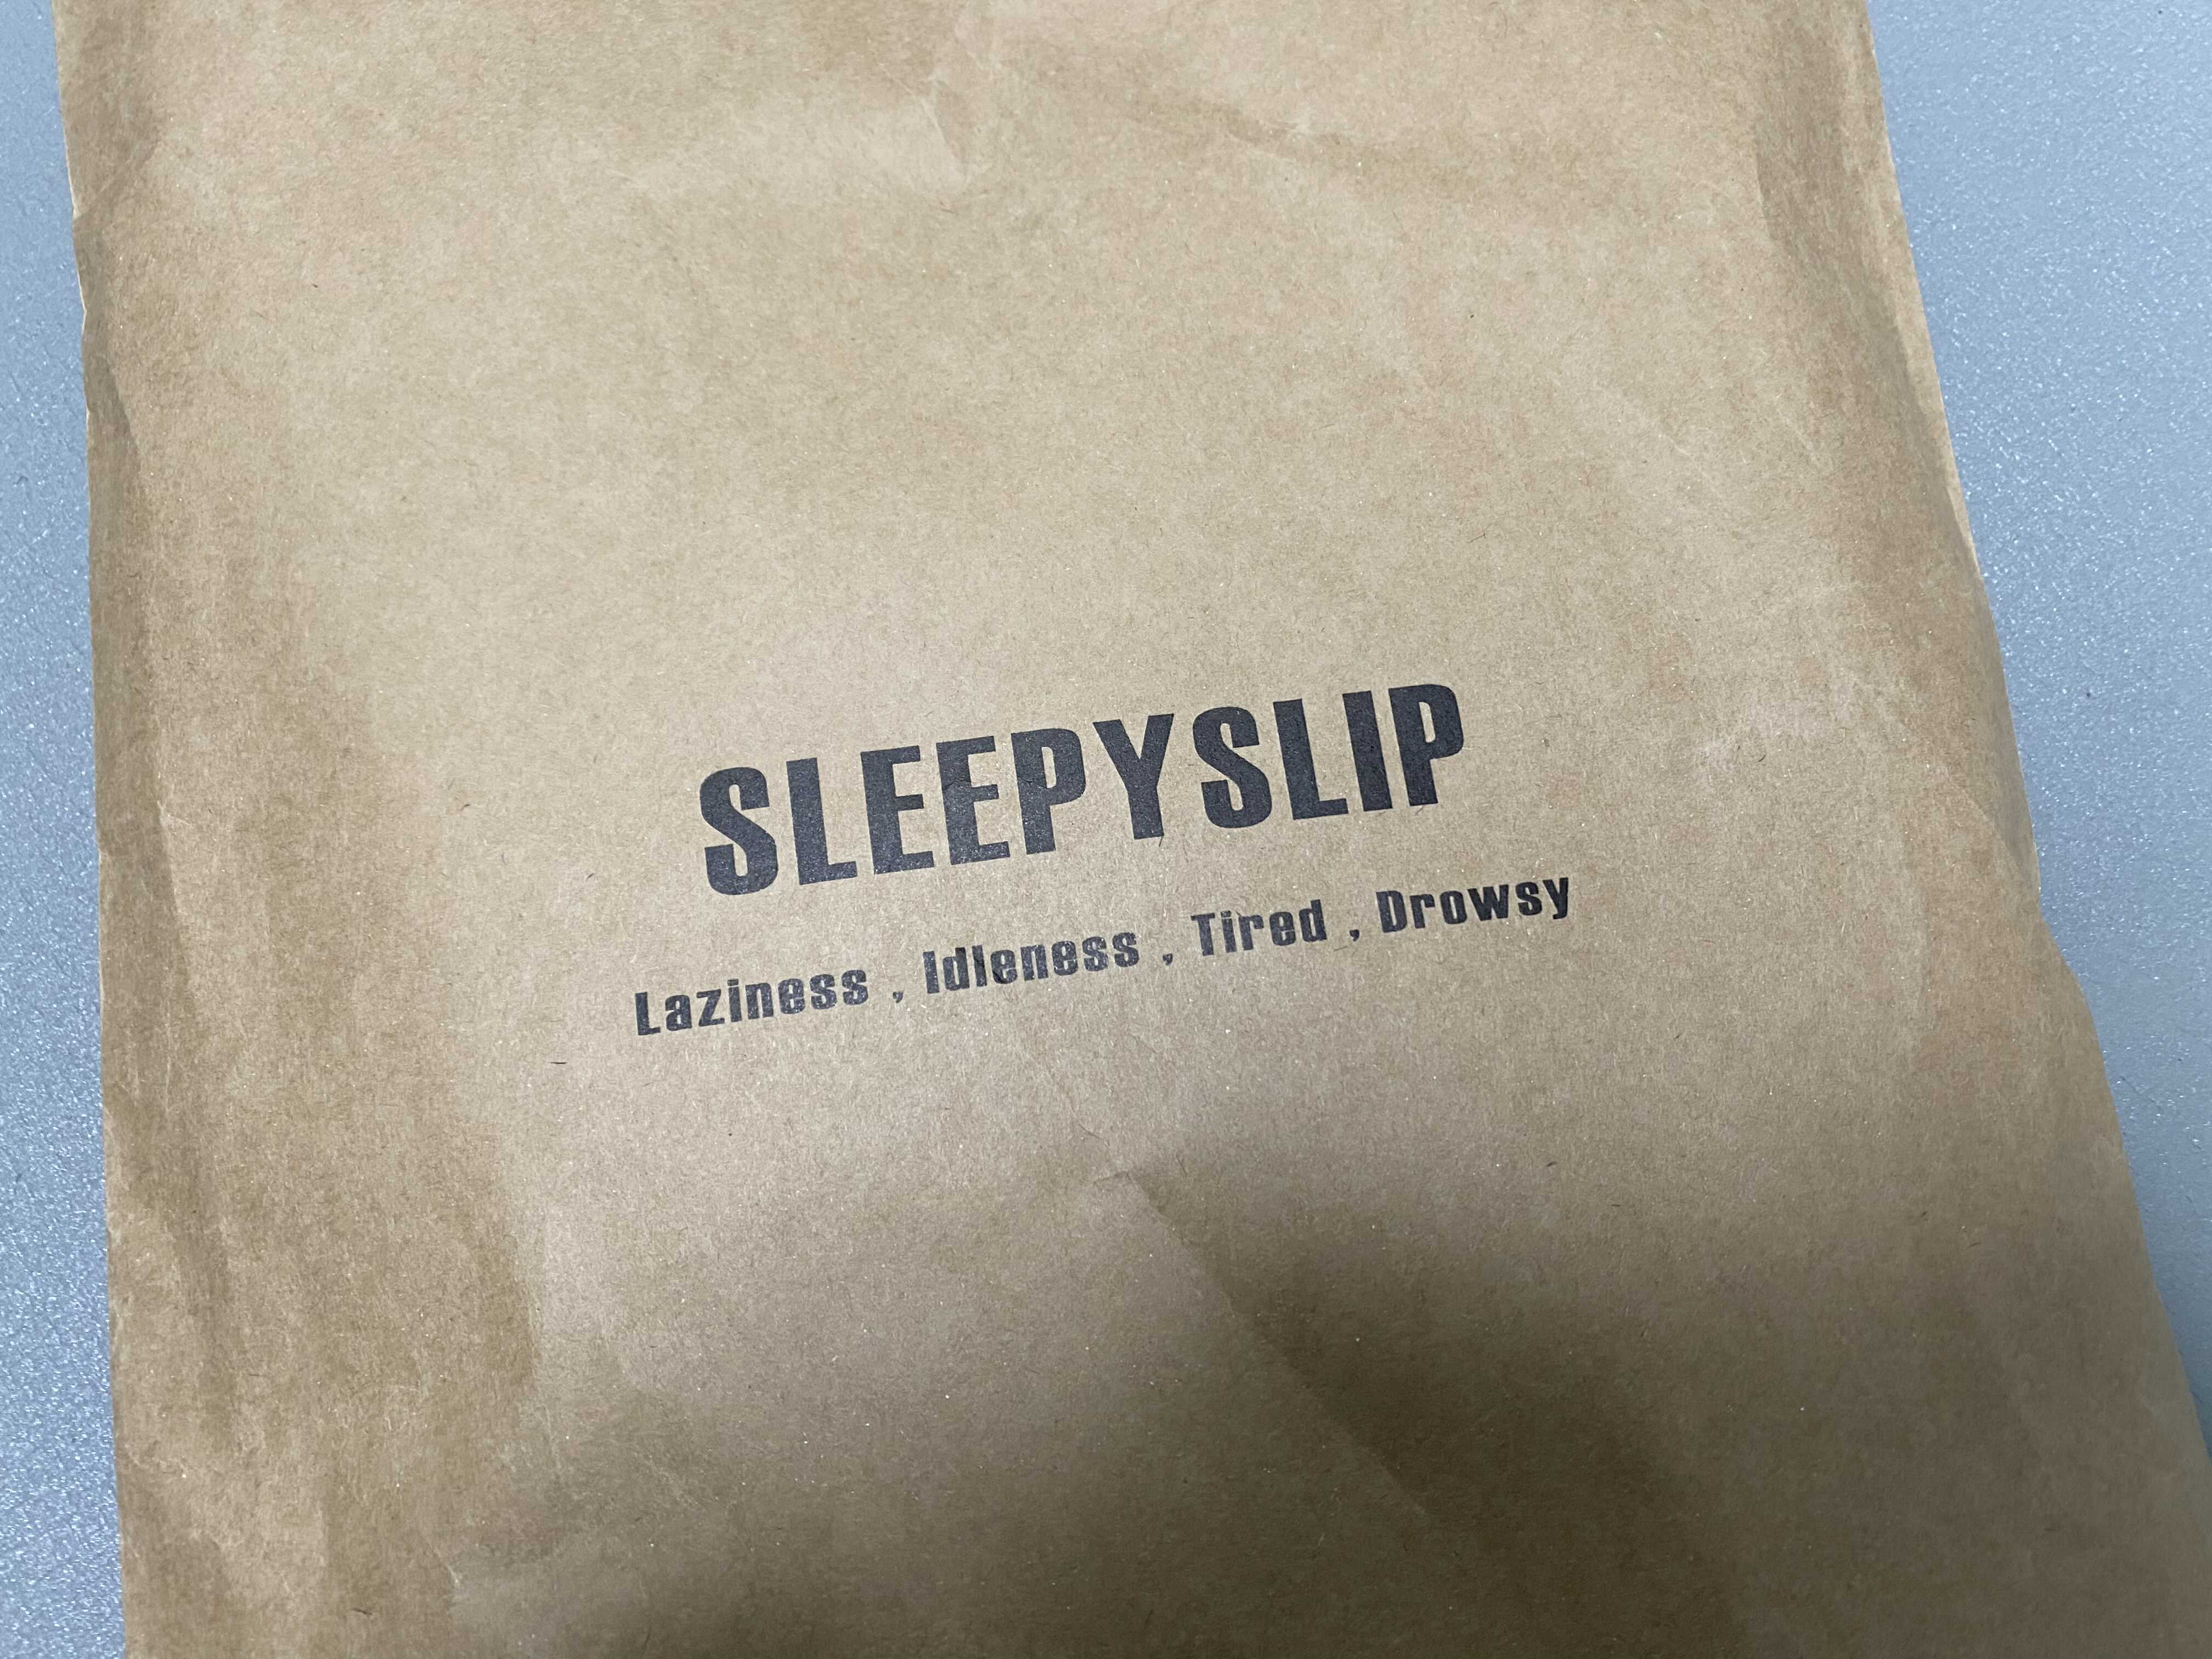 SLEEPYSLIP
Laziness , Idleness , Tired , Drowsy